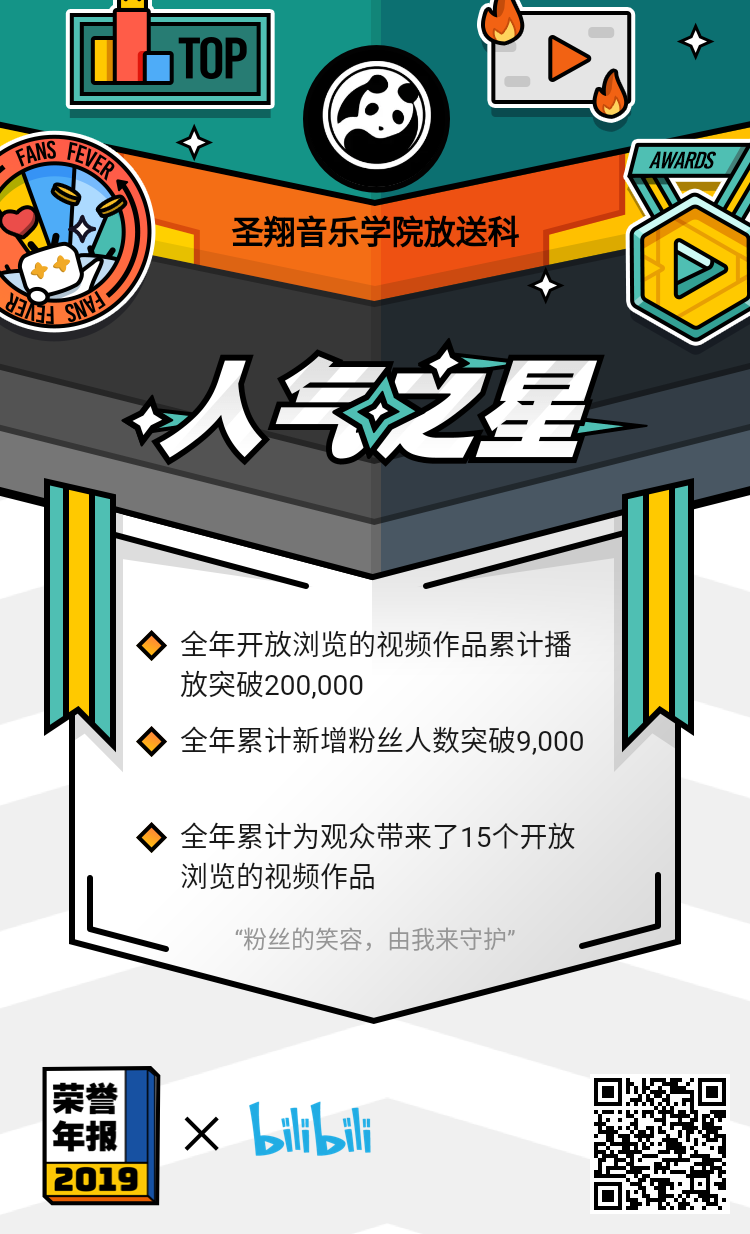 TOP
AWARDS
FANS FEVER
FANS FEVER
圣翔音乐学院放送科
人气之星
全年开放浏览的视频作品累计播
放突破200,000
全年累计新增粉丝人数突破9,000
全年累计为观众带来了15个开放
浏览的视频作品
“粉丝的笑容，由我来守护”
荣誉
年报
2019
bilibili